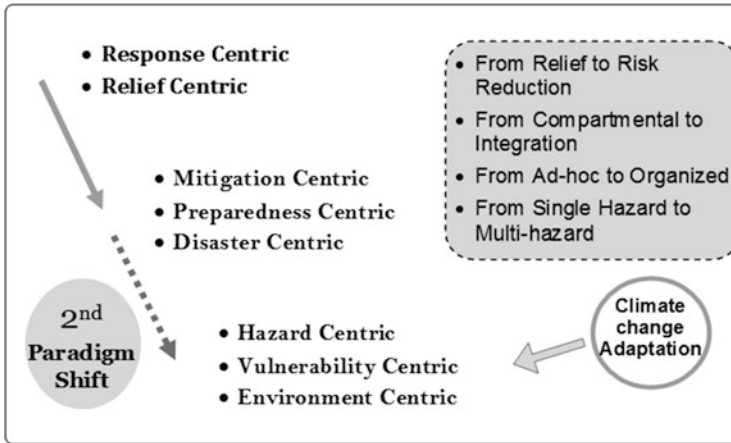 • Response Centric
• Relief Centric
• From Relief to Risk
Reduction
• From Compartmental to
Integration
• From Ad-hoc to Organized
• From Single Hazard to
Multi-hazard
• Mitigation Centric
• Preparedness Centric
• Disaster Centric
2nd
Paradigm
Shift
• Hazard Centric
• Vulnerability Centric
• Environment Centric
Climate
change
Adaptation